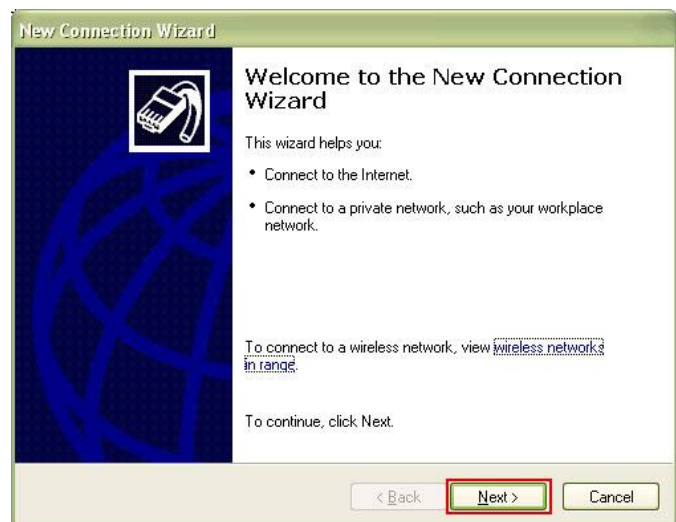 New Connection Wizard
Welcome to the New Connection
Wizard
This wizard helps you:
• Connect to the Internet.
• Connect to a private network, such as your workplace
network.
To connect to a wireless network, view wireless networks
in range.
To continue, click Next.
< Back Next > Cancel